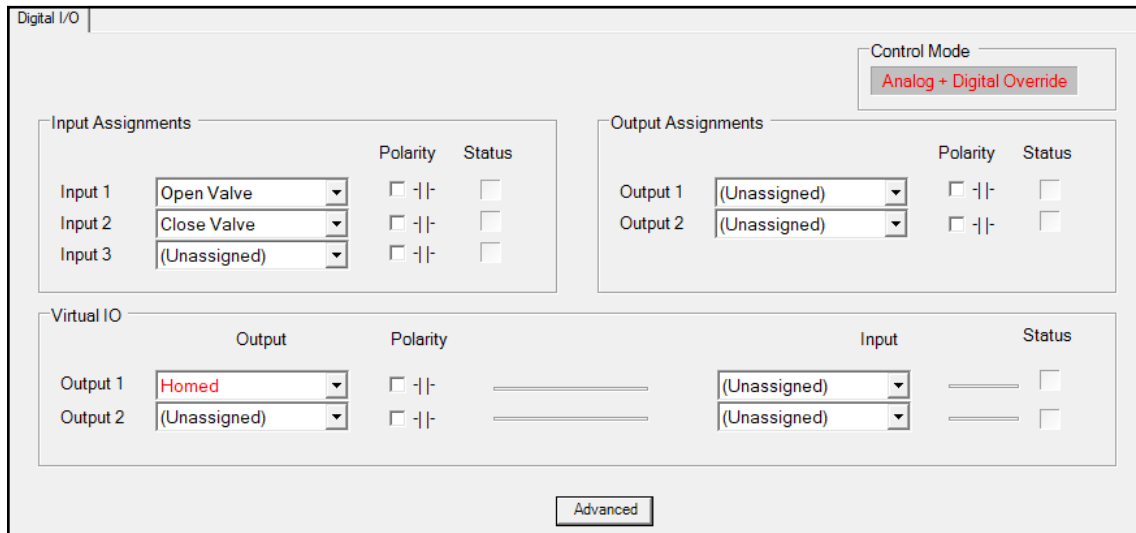 Digital I/O
Control Mode
Analog + Digital Override
Input Assignments
Polarity Status
Input 1 Open Valve -| |-
Input 2 Close Valve -| |-
Input 3 (Unassigned) -| |-
Output Assignments
Polarity Status
Output 1 (Unassigned) -| |-
Output 2 (Unassigned) -| |-
Virtual IO
Output Polarity Input Status
Output 1 Homed -| |- (Unassigned)
Output 2 (Unassigned) -| |- (Unassigned)
Advanced